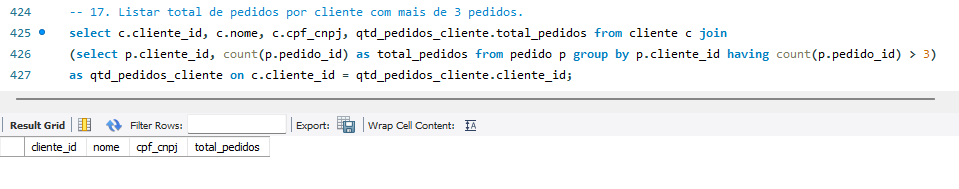 424 -- 17. Listar total de pedidos por cliente com mais de 3 pedidos.
425 select c.cliente_id, c.nome, c.cpf_cnpj, qtd_pedidos_cliente.total_pedidos from cliente c join
426 (select p.cliente_id, count(p.pedido_id) as total_pedidos from pedido p group by p.cliente_id having count(p.pedido_id) > 3)
427 as qtd_pedidos_cliente on c.cliente_id = qtd_pedidos_cliente.cliente_id;
Result Grid Filter Rows: Export: Wrap Cell Content:
cliente_id nome cpf_cnpj total_pedidos